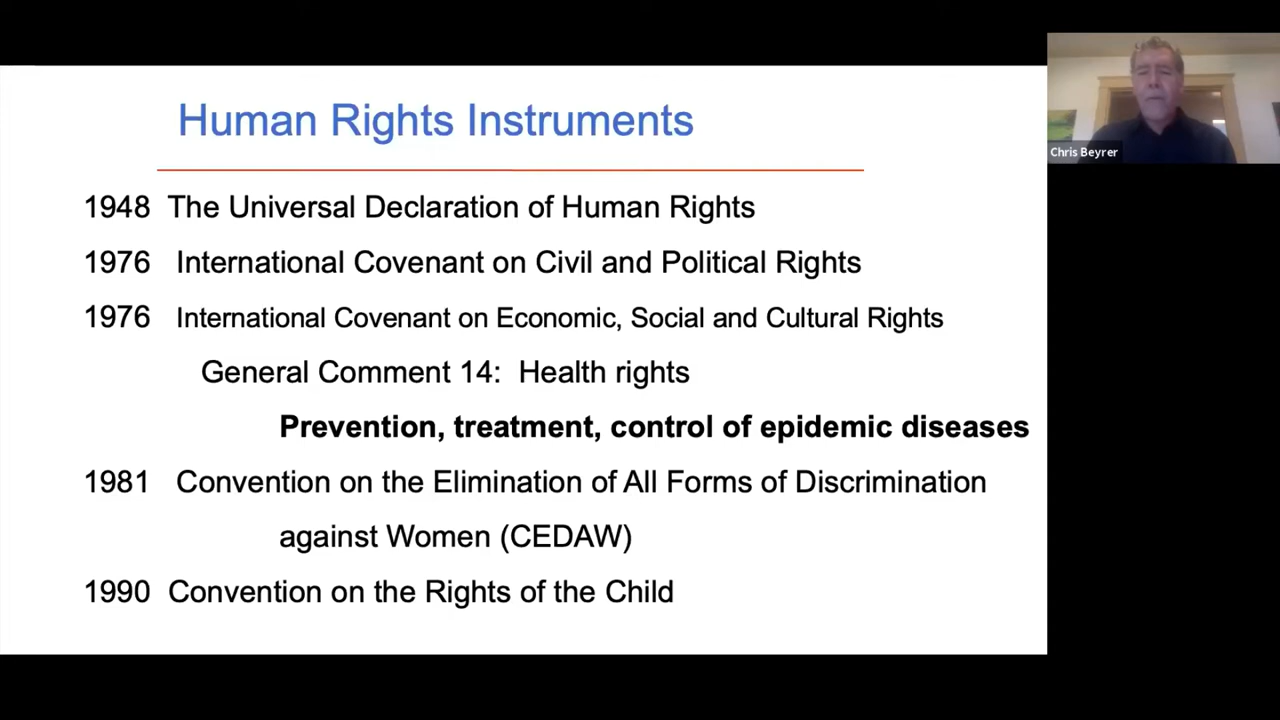 Human Rights Instruments
1948 The Universal Declaration of Human Rights
1976 International Covenant on Civil and Political Rights
1976 International Covenant on Economic, Social and Cultural Rights
General Comment 14: Health rights
Prevention, treatment, control of epidemic diseases
1981 Convention on the Elimination of All Forms of Discrimination
against Women (CEDAW)
1990 Convention on the Rights of the Child
Chris Beyrer